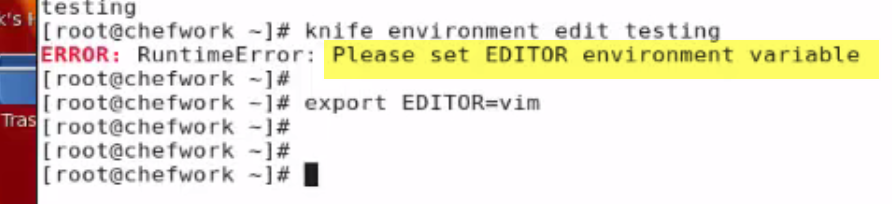 testing
[root@chefwork ~]# knife environment edit testing
ERROR: RuntimeError: Please set EDITOR environment variable
[root@chefwork ~]#
[root@chefwork ~]# export EDITOR=vim
[root@chefwork ~]#
[root@chefwork ~]#
[root@chefwork ~]#
k's
Tras